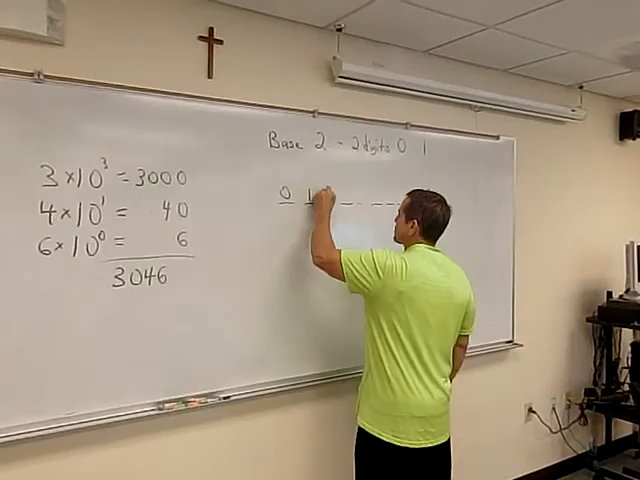 3×10³ = 3000
4×10¹ = 40
6×10⁰ = 6
3046
Base 2 - 2 digits 0 1
0 1